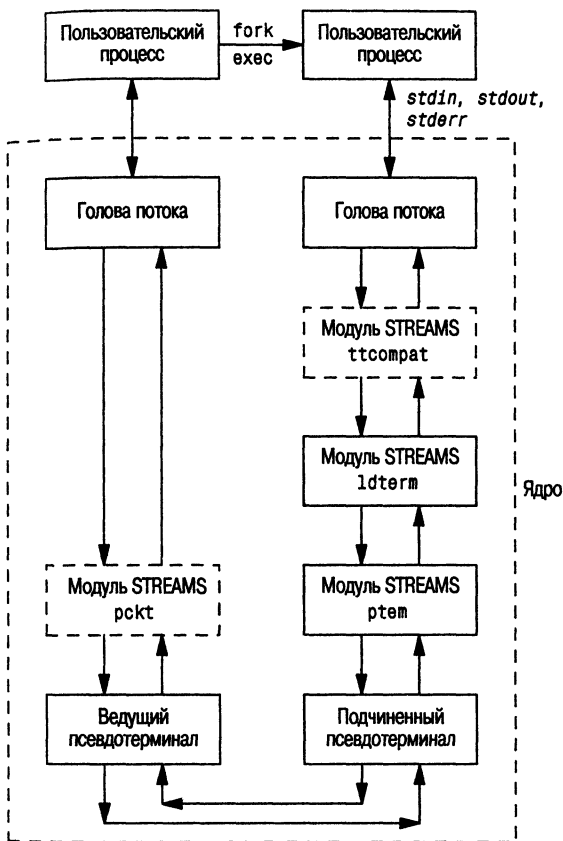 Пользовательский
процесс
fork
exec
Пользовательский
процесс
stdin, stdout,
stderr
Голова потока
Голова потока
Модуль STREAMS
ttcompat
Модуль STREAMS
ldterm
Ядро
Модуль STREAMS
pckt
Модуль STREAMS
ptem
Ведущий
псевдотерминал
Подчиненный
псевдотерминал